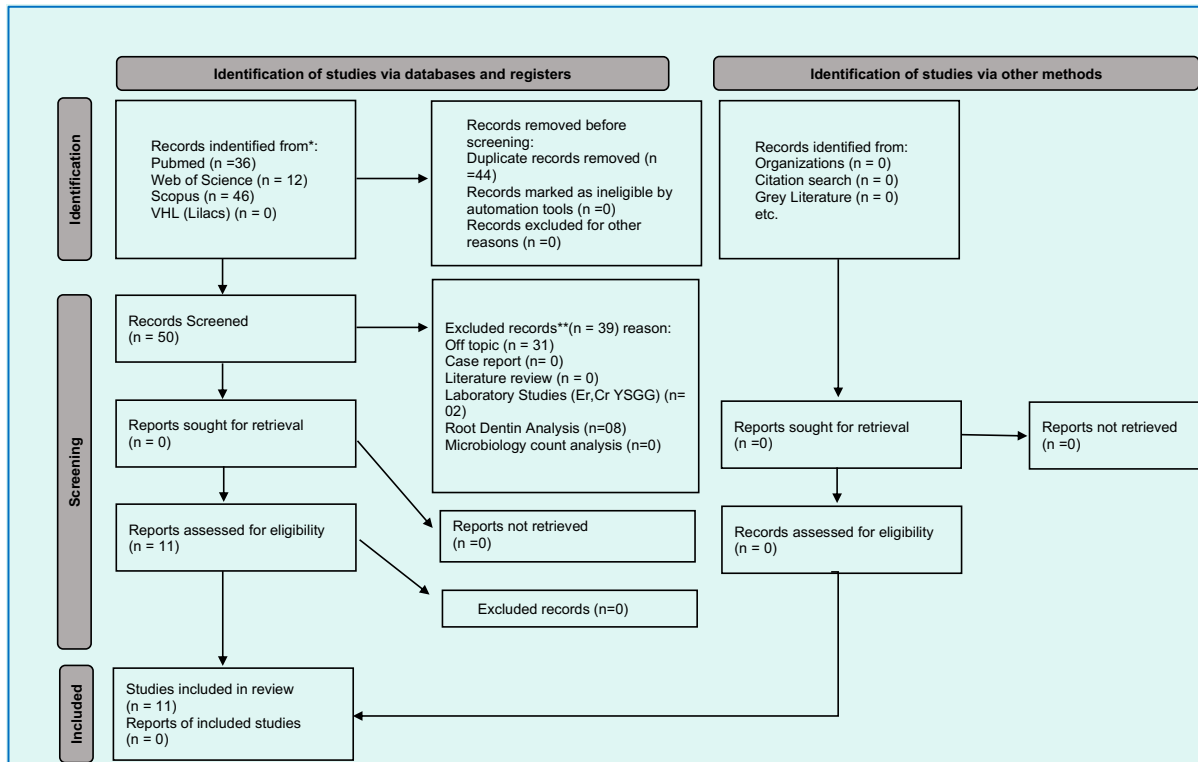 Identification of studies via databases and registers
Identification of studies via other methods
Identification
Records indentified from*:
Pubmed (n =36)
Web of Science (n = 12)
Scopus (n = 46)
VHL (Lilacs) (n = 0)
Records removed before
screening:
Duplicate records removed (n
=44)
Records marked as ineligible by
automation tools (n =0)
Records excluded for other
reasons (n =0)
Records identified from:
Organizations (n = 0)
Citation search (n = 0)
Grey Literature (n = 0)
etc.
Screening
Records Screened
(n = 50)
Excluded records**(n = 39) reason:
Off topic (n = 31)
Case report (n= 0)
Literature review (n = 0)
Laboratory Studies (Er,Cr YSGG) (n=
02)
Root Dentin Analysis (n=08)
Microbiology count analysis (n=0)
Reports sought for retrieval
(n = 0)
Reports not retrieved
(n =0)
Reports sought for retrieval
(n =0)
Reports not retrieved
(n =0)
Reports assessed for eligibility
(n = 11)
Excluded records (n=0)
Records assessed for eligibility
(n = 0)
Included
Studies included in review
(n = 11)
Reports of included studies
(n = 0)